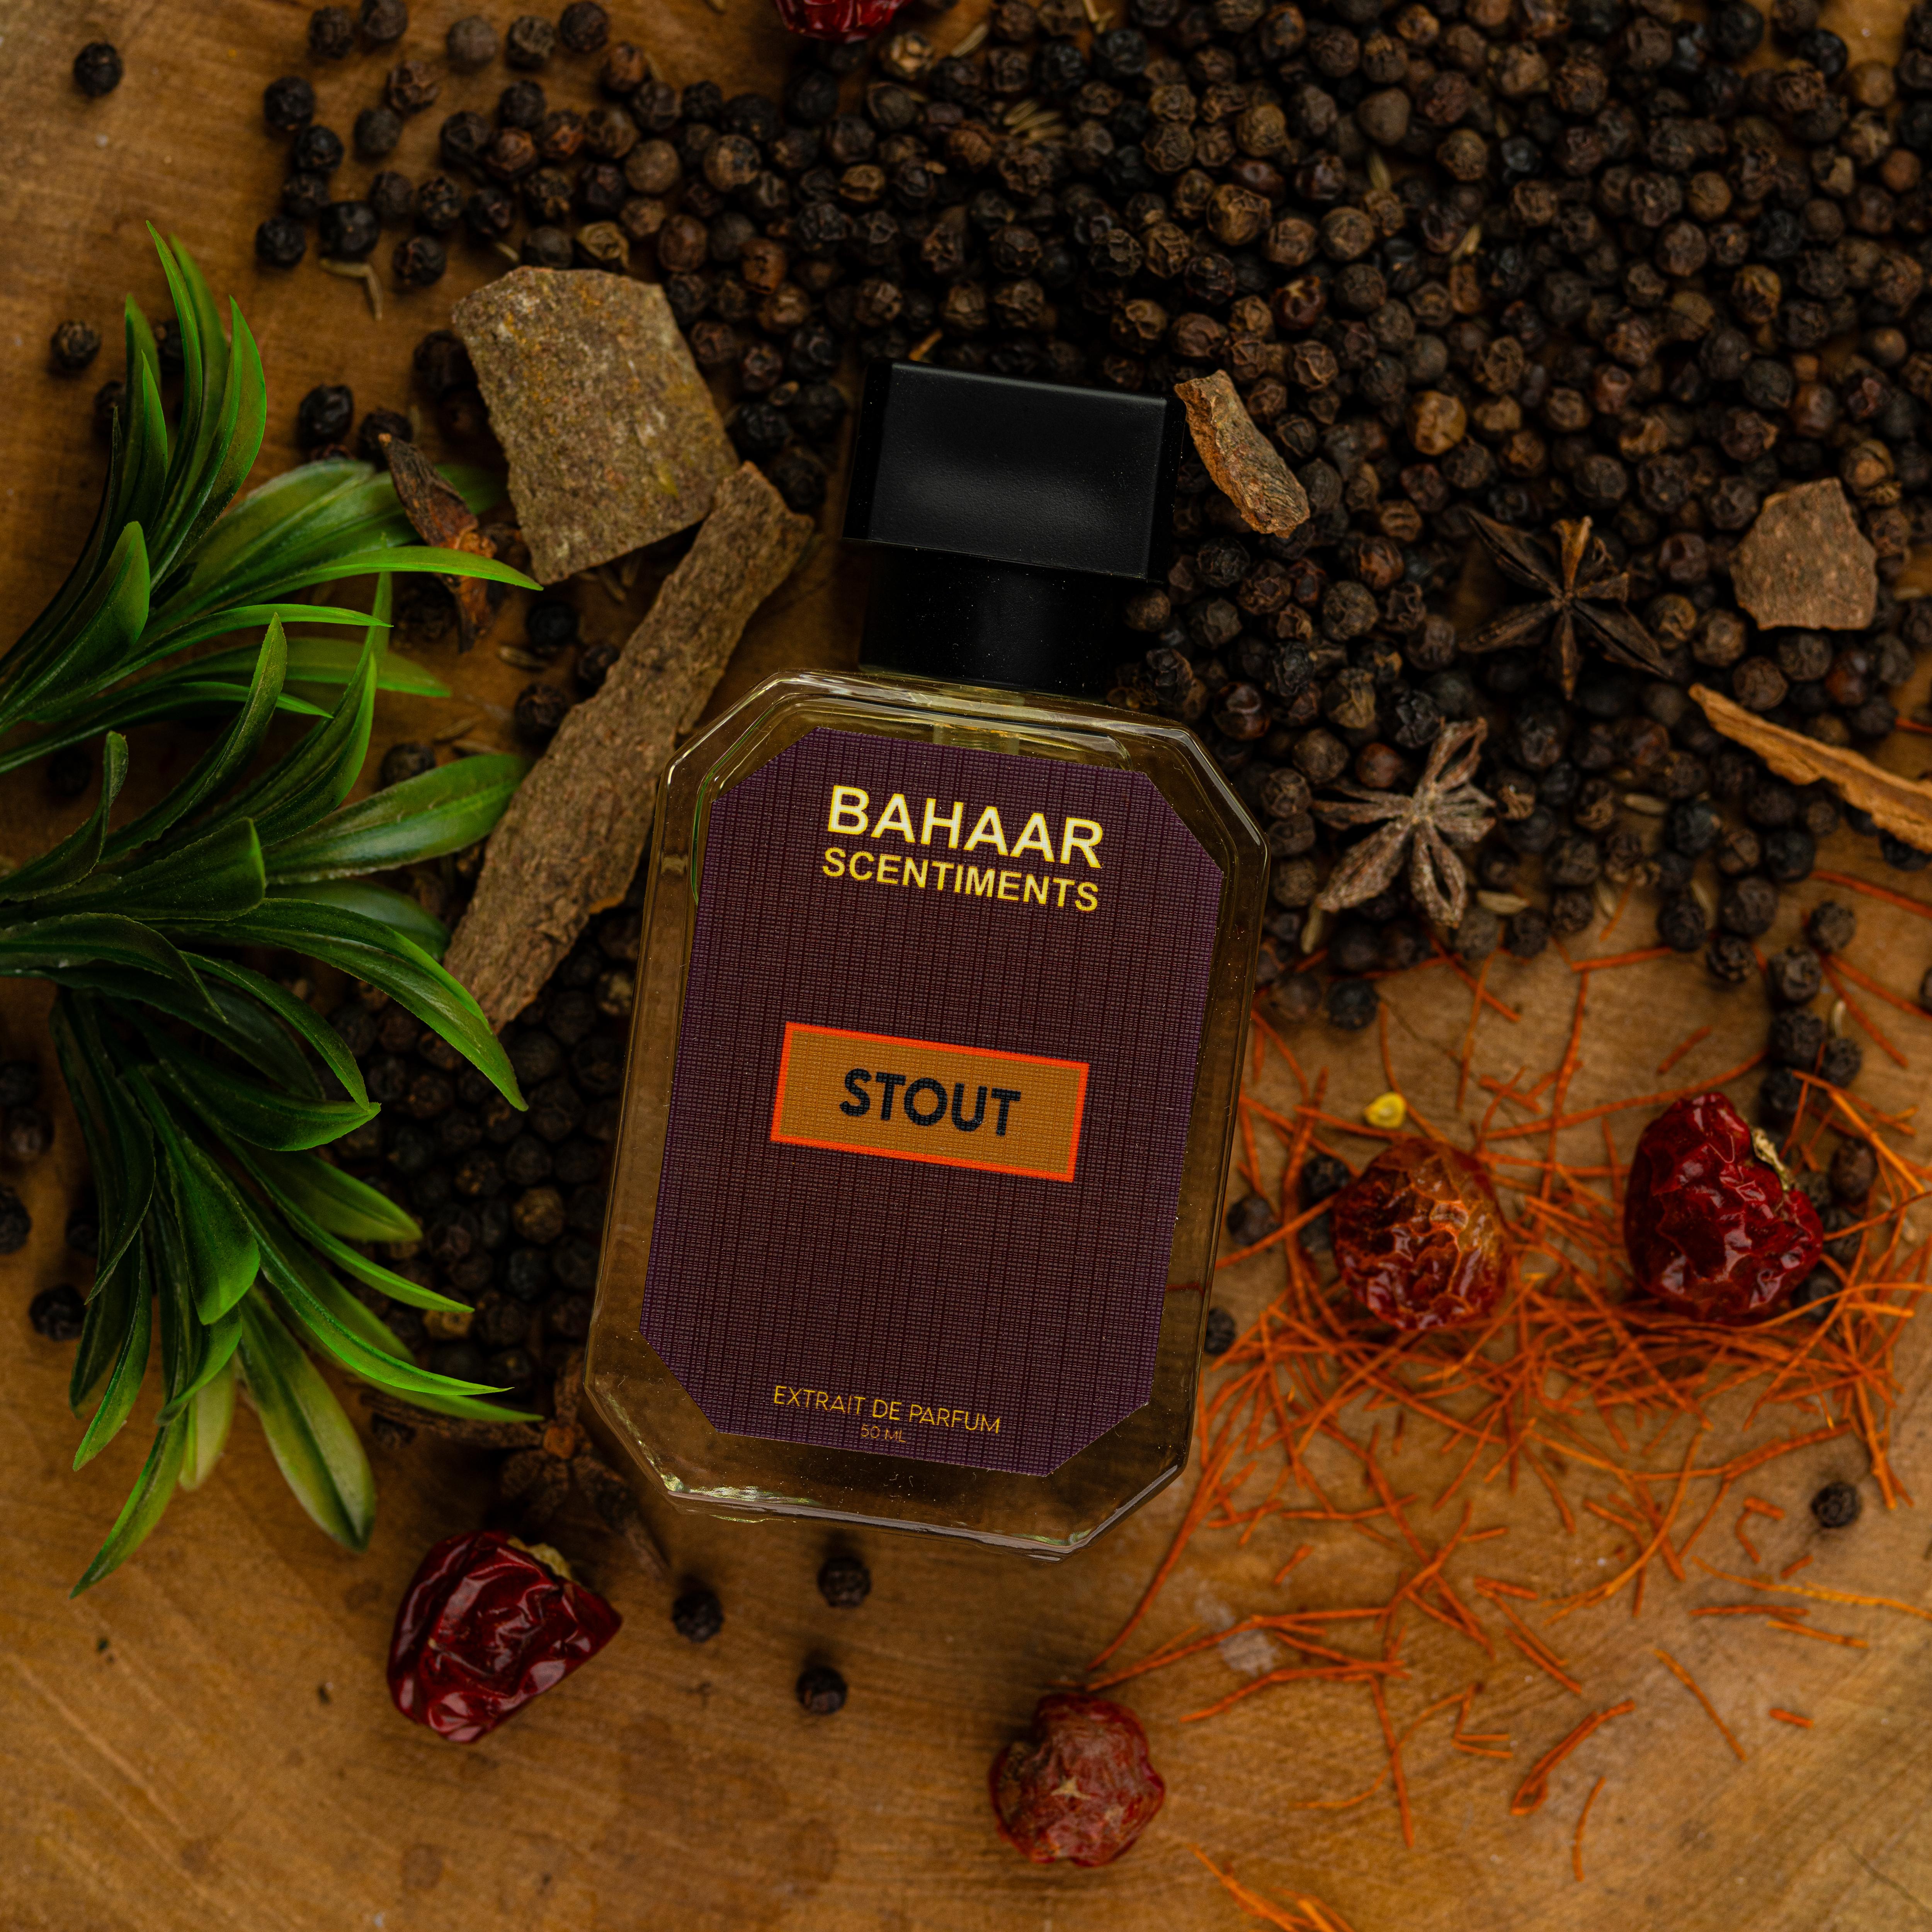 BAHAAR
SCENTIMENTS
STOUT
EXTRAIT DE PARFUM
50 ML